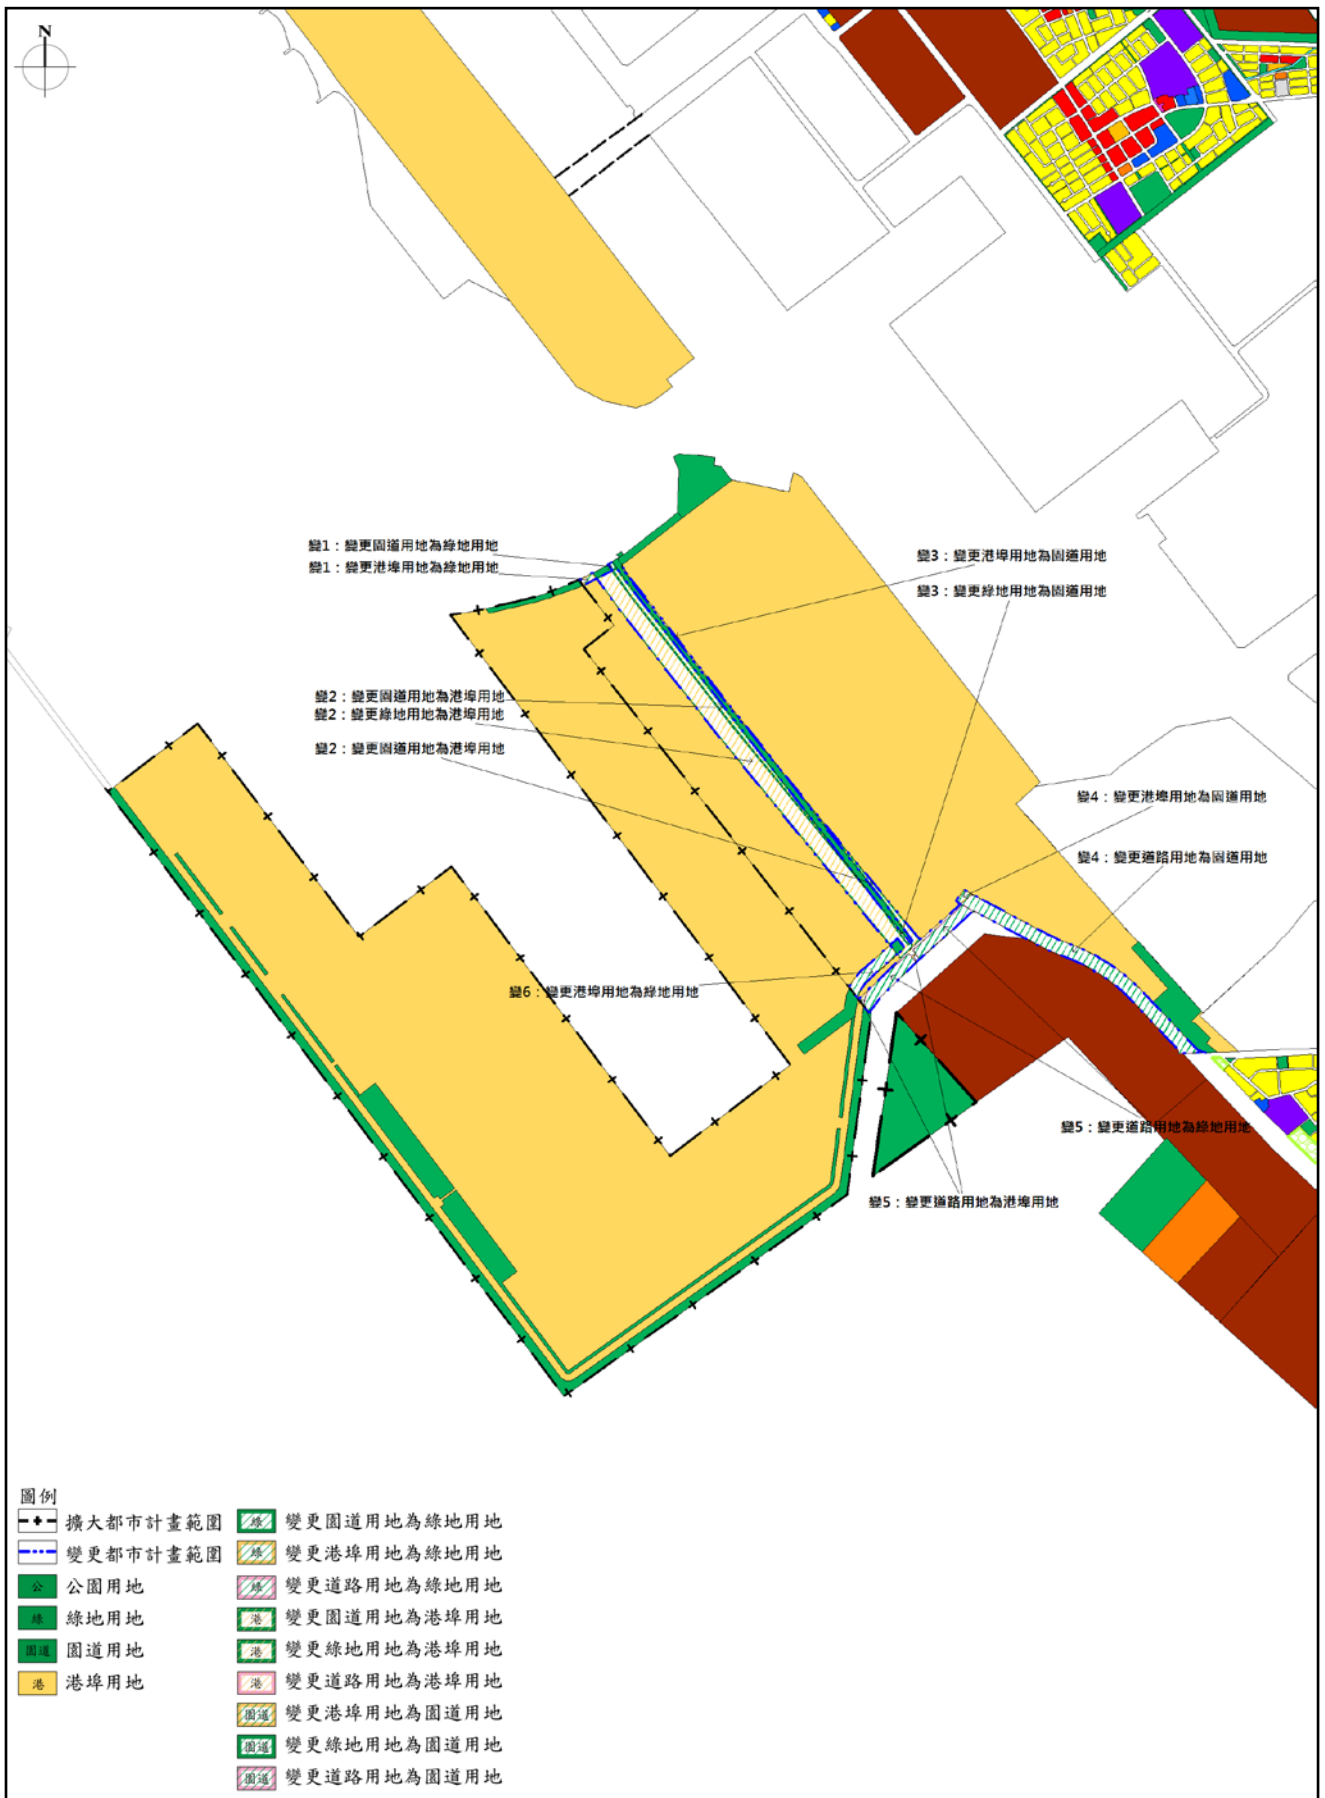 N
變1：變更園道用地為綠地用地
變1：變更港埠用地為綠地用地
變3：變更港埠用地為園道用地
變3：變更綠地用地為園道用地
變2：變更園道用地為港埠用地
變2：變更綠地用地為港埠用地
變2：變更園道用地為港埠用地
變4：變更港埠用地為園道用地
變4：變更道路用地為園道用地
變6：變更港埠用地為綠地用地
變5：變更道路用地為綠地用地
變5：變更道路用地為港埠用地
圖例
擴大都市計畫範圍
變更都市計畫範圍
公 公園用地
綠 綠地用地
園道 園道用地
港 港埠用地
綠 變更園道用地為綠地用地
綠 變更港埠用地為綠地用地
綠 變更道路用地為綠地用地
港 變更園道用地為港埠用地
港 變更綠地用地為港埠用地
港 變更道路用地為港埠用地
園道 變更港埠用地為園道用地
園道 變更綠地用地為園道用地
園道 變更道路用地為園道用地